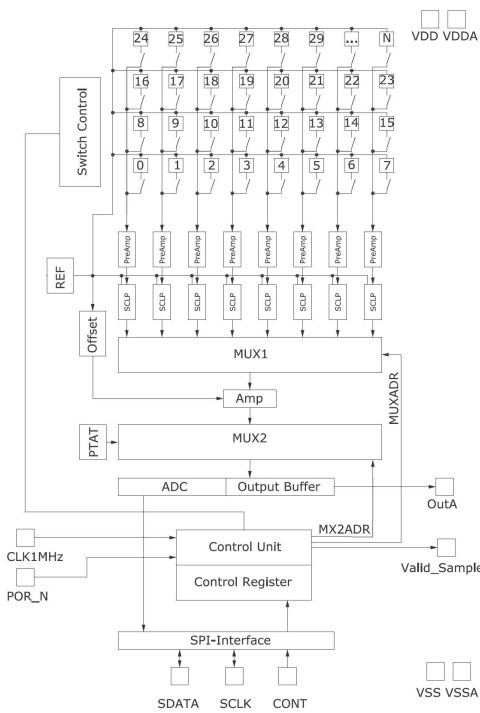 24 25 26 27 28 29 ... N
VDD VDDA
16 17 18 19 20 21 22 23
Switch Control
8 9 10 11 12 13 14 15
0 1 2 3 4 5 6 7
PreAmp PreAmp PreAmp PreAmp PreAmp PreAmp PreAmp PreAmp
REF
SCLP SCLP SCLP SCLP SCLP SCLP SCLP SCLP
Offset
MUX1
MUXADR
Amp
PTAT
MUX2
ADC Output Buffer
OutA
MX2ADR
CLK1MHz
Control Unit
Valid_Sample
POR_N
Control Register
SPI-Interface
SDATA SCLK CONT
VSS VSSA